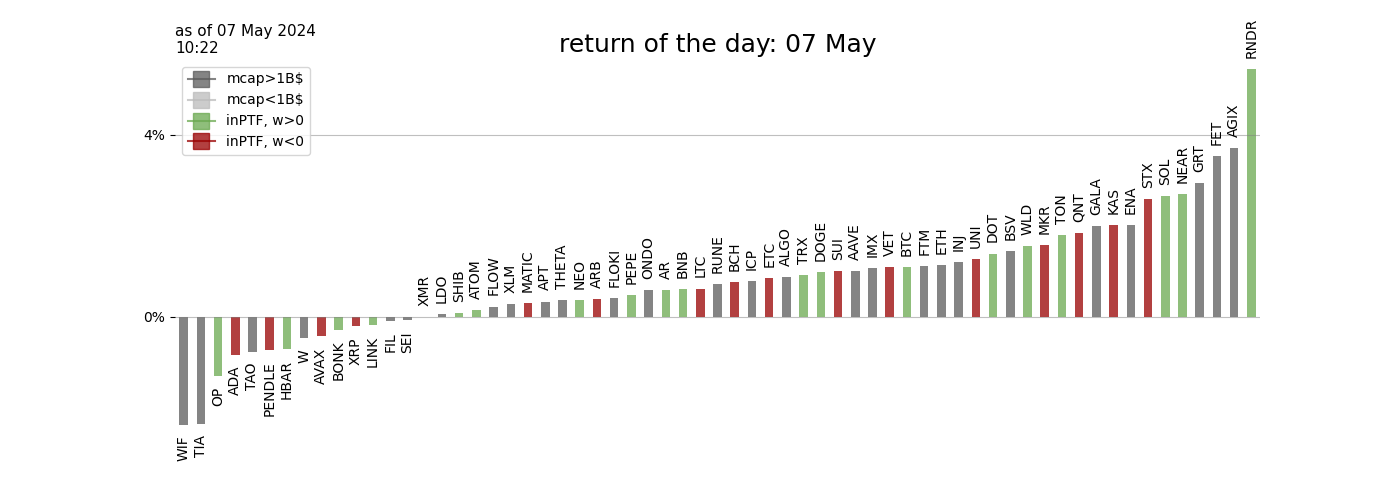 as of 07 May 2024
10:22
return of the day: 07 May
mcap>1B$
mcap<1B$
inPTF, w>0
inPTF, w<0
4%
0%
WIF
TIA
OP
ADA
TAO
PENDLE
HBAR
W
AVAX
BONK
XRP
LINK
FIL
SEI
XMR
LDO
SHIB
ATOM
FLOW
XLM
MATIC
APT
THETA
NEO
ARB
FLOKI
PEPE
ONDO
AR
BNB
LTC
RUNE
BCH
ICP
ETC
ALGO
TRX
DOGE
SUI
AAVE
IMX
VET
BTC
FTM
ETH
INJ
UNI
DOT
BSV
WLD
MKR
TON
QNT
GALA
KAS
ENA
STX
SOL
NEAR
GRT
FET
AGIX
RNDR